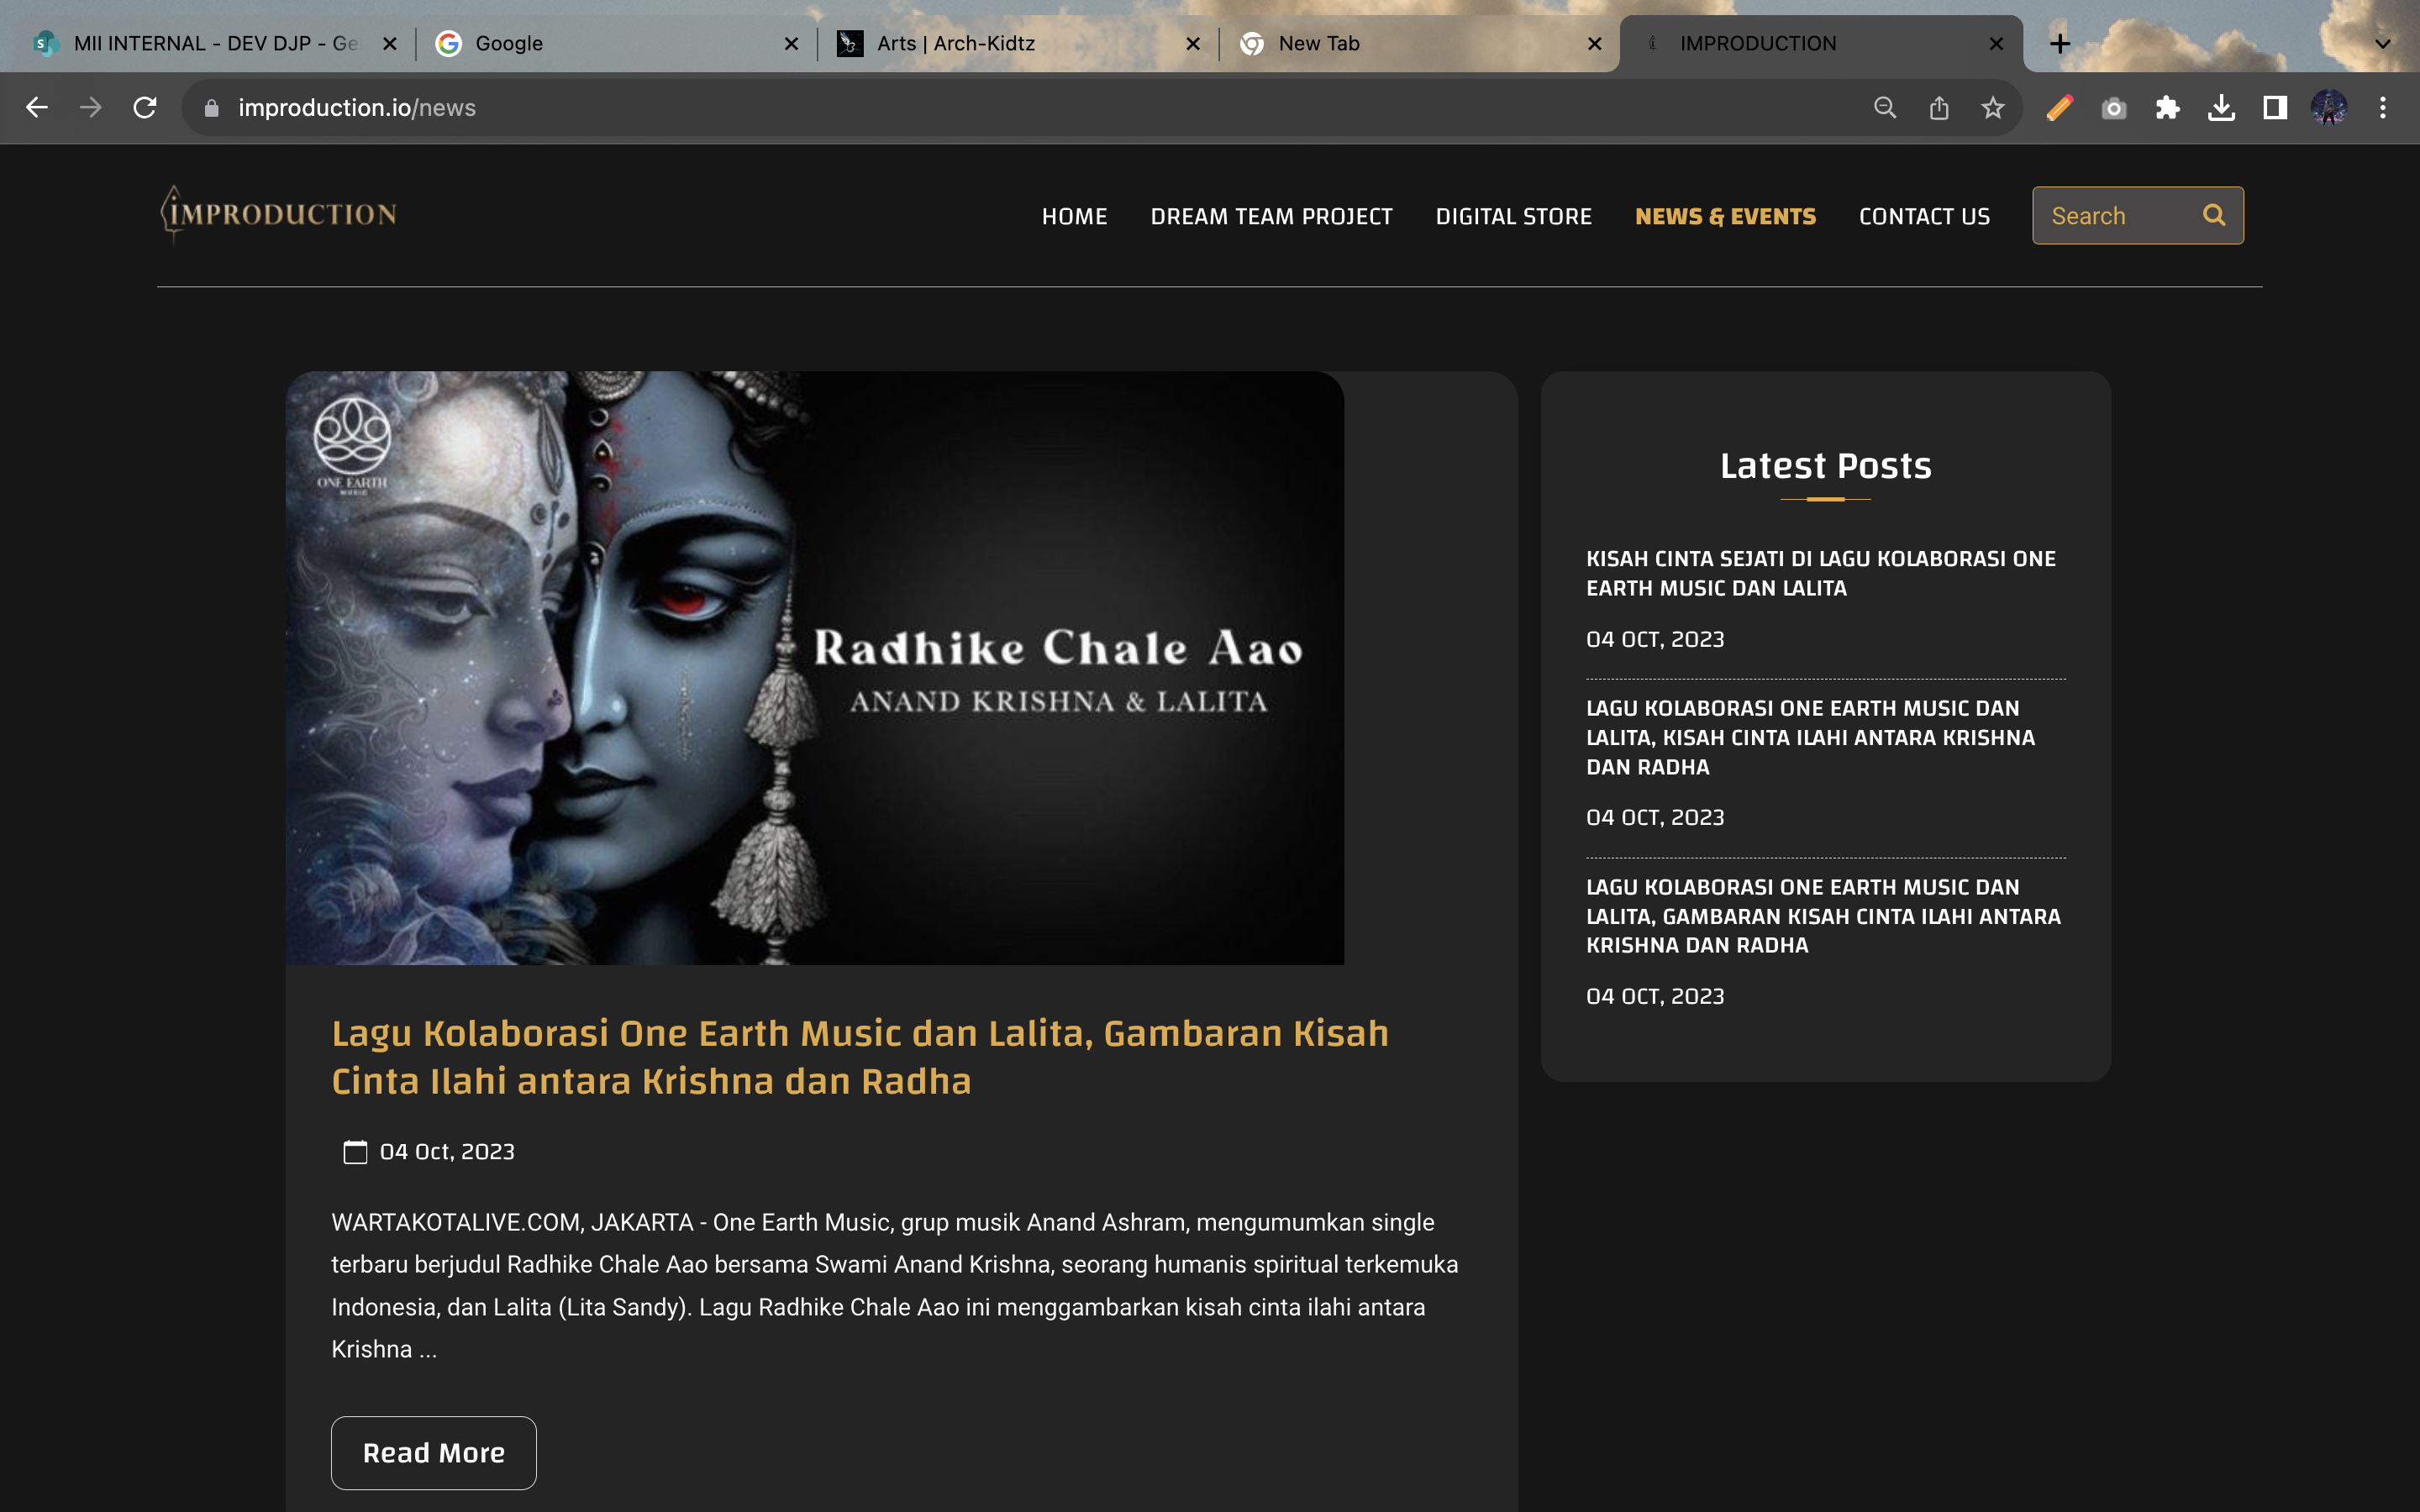 MII INTERNAL - DEV DJP - Ge
Google
Arts | Arch-Kidtz
New Tab
IMPRODUCTION
improduction.io/news
IMPRODUCTION
HOME
DREAM TEAM PROJECT
DIGITAL STORE
NEWS & EVENTS
CONTACT US
Search
ONE EARTH
MUSIC
Radhike Chale Aao
ANAND KRISHNA & LALITA
Lagu Kolaborasi One Earth Music dan Lalita, Gambaran Kisah
Cinta Ilahi antara Krishna dan Radha
04 Oct, 2023
WARTAKOTALIVE.COM, JAKARTA - One Earth Music, grup musik Anand Ashram, mengumumkan single
terbaru berjudul Radhike Chale Aao bersama Swami Anand Krishna, seorang humanis spiritual terkemuka
Indonesia, dan Lalita (Lita Sandy). Lagu Radhike Chale Aao ini menggambarkan kisah cinta ilahi antara
Krishna ...
Read More
Latest Posts
KISAH CINTA SEJATI DI LAGU KOLABORASI ONE
EARTH MUSIC DAN LALITA
04 OCT, 2023
LAGU KOLABORASI ONE EARTH MUSIC DAN
LALITA, KISAH CINTA ILAHI ANTARA KRISHNA
DAN RADHA
04 OCT, 2023
LAGU KOLABORASI ONE EARTH MUSIC DAN
LALITA, GAMBARAN KISAH CINTA ILAHI ANTARA
KRISHNA DAN RADHA
04 OCT, 2023